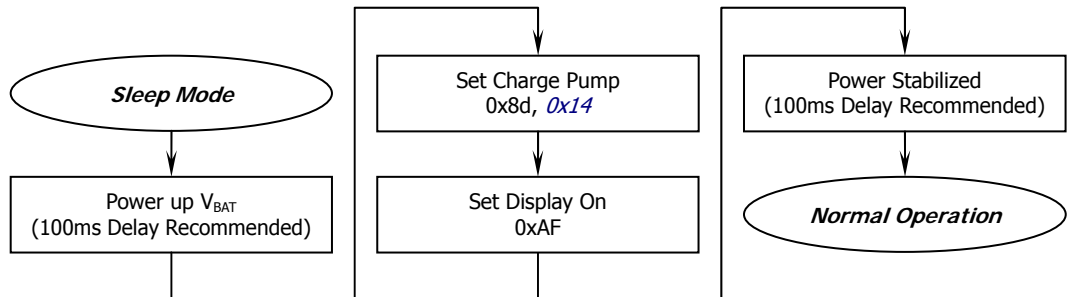 Sleep Mode
Power up VBAT
(100ms Delay Recommended)
Set Charge Pump
0x8d, 0x14
Set Display On
0xAF
Power Stabilized
(100ms Delay Recommended)
Normal Operation